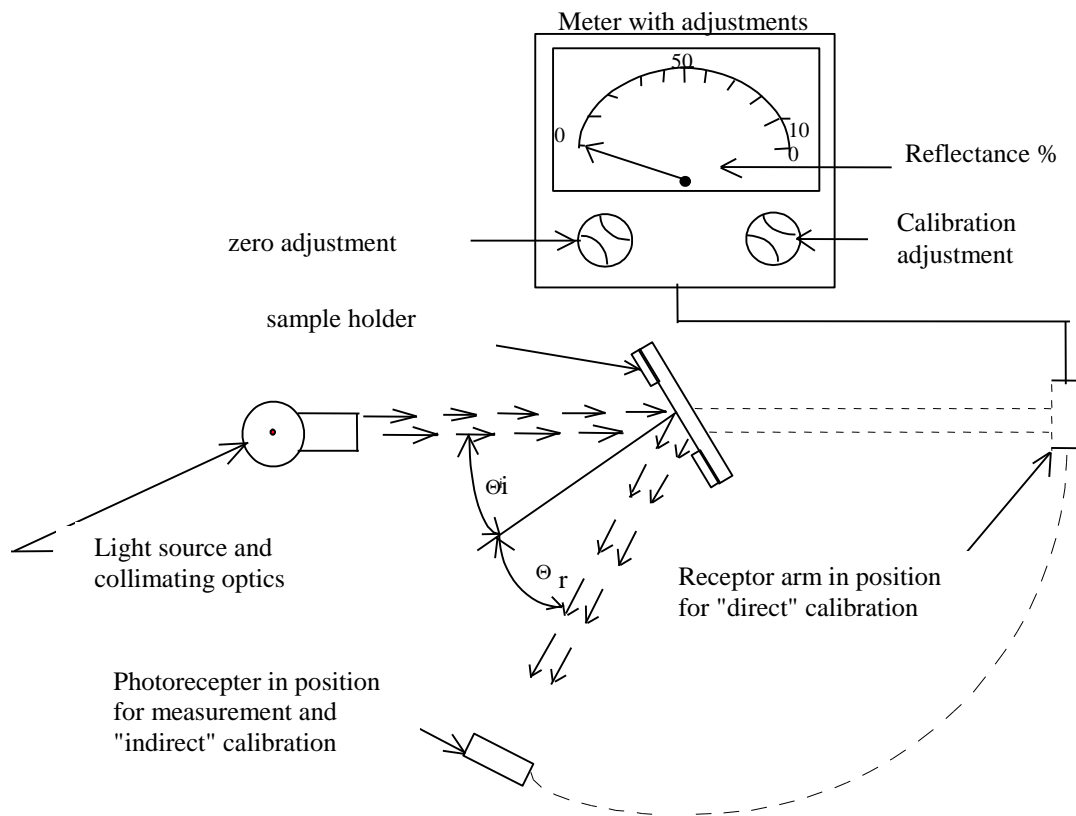 Meter with adjustments
50
0
10
0
Reflectance %
zero adjustment
Calibration
adjustment
sample holder
Θi
Θ r
Light source and
collimating optics
Receptor arm in position
for "direct" calibration
Photorecepter in position
for measurement and
"indirect" calibration